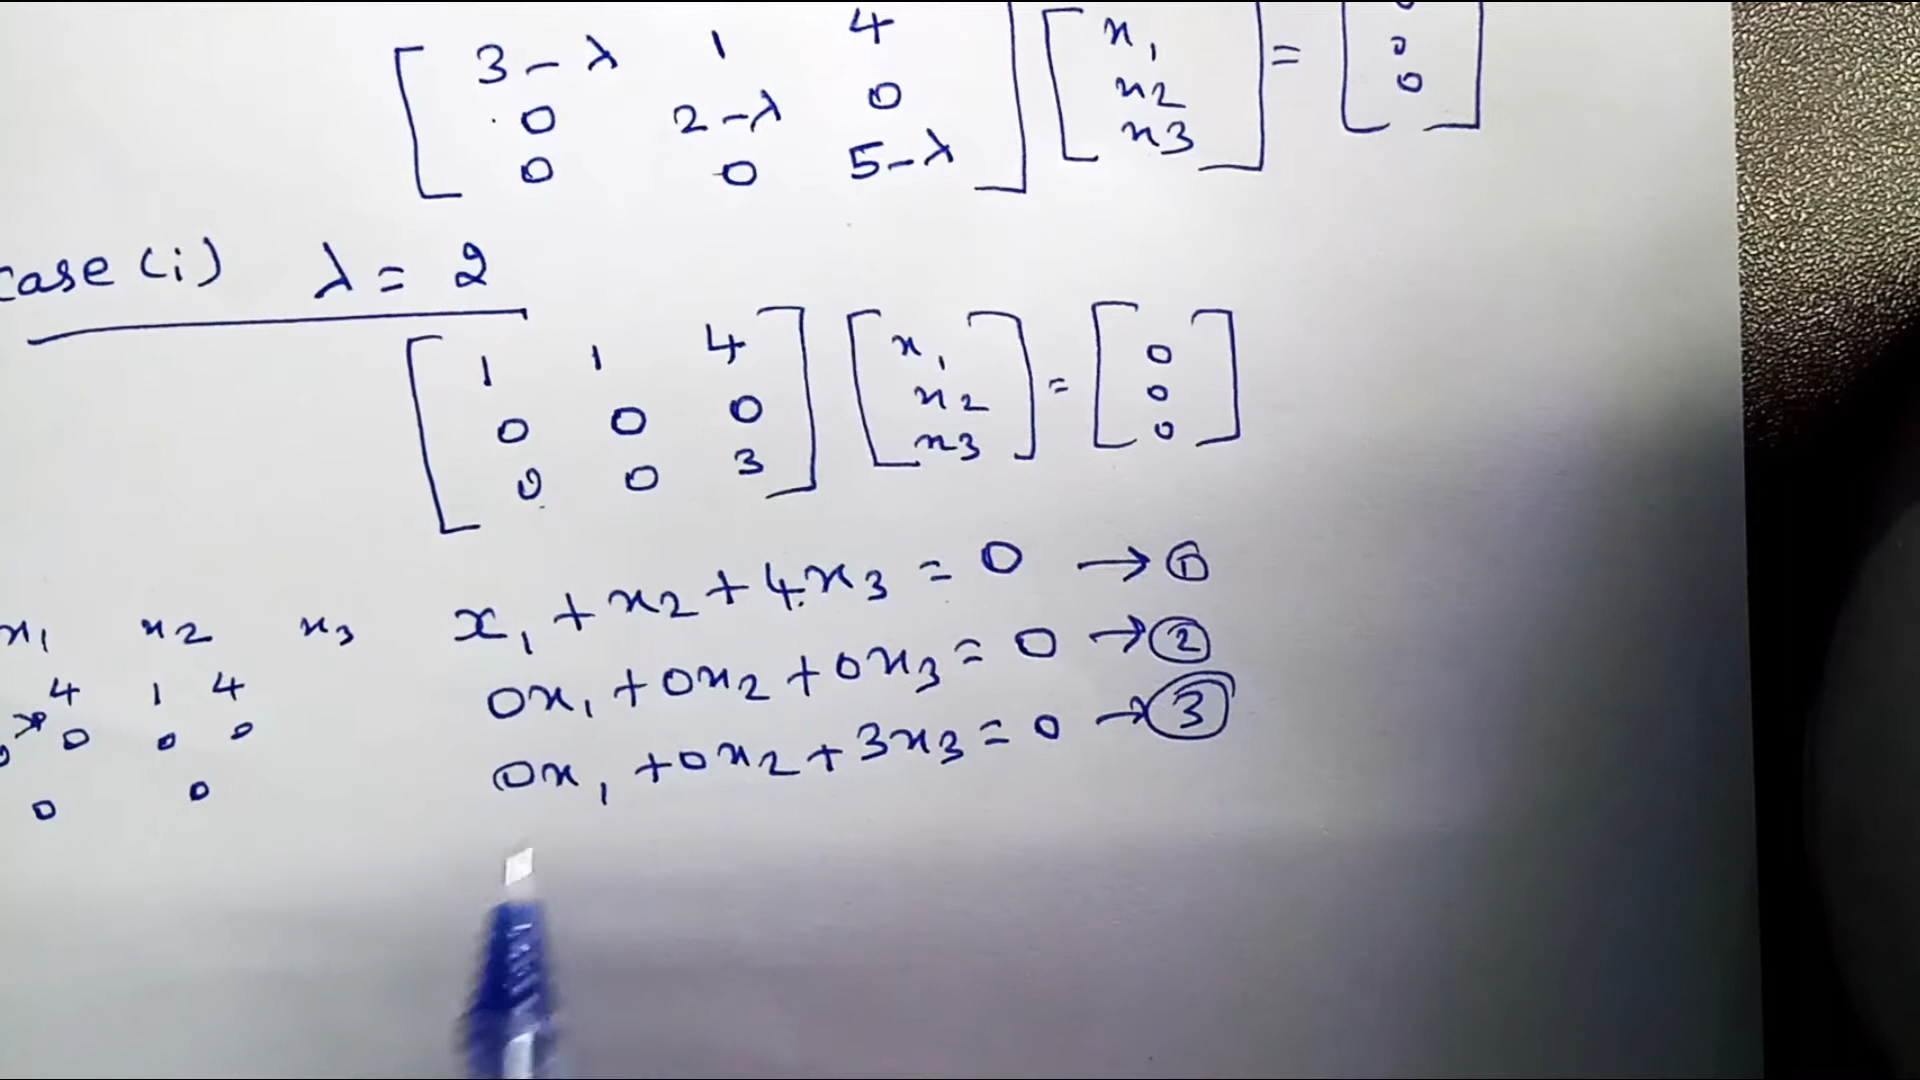 [ 3-λ 1 4 ] [ x₁ ] = [ 0 ]
[ 0 2-λ 0 ] [ x2 ] [ 0 ]
[ 0 0 5-λ ] [ x3 ]
case (i) λ = 2
[ 1 1 4 ] [ x₁ ] = [ 0 ]
[ 0 0 0 ] [ x2 ] [ 0 ]
[ 0 0 3 ] [ x3 ] [ 0 ]
x₁ + x2 + 4x3 = 0 → ①
0x₁ + 0x2 + 0x3 = 0 → ②
0x₁ + 0x2 + 3x3 = 0 → ③
x₁ x2 x3
4 1 4
0 0 0
0 0